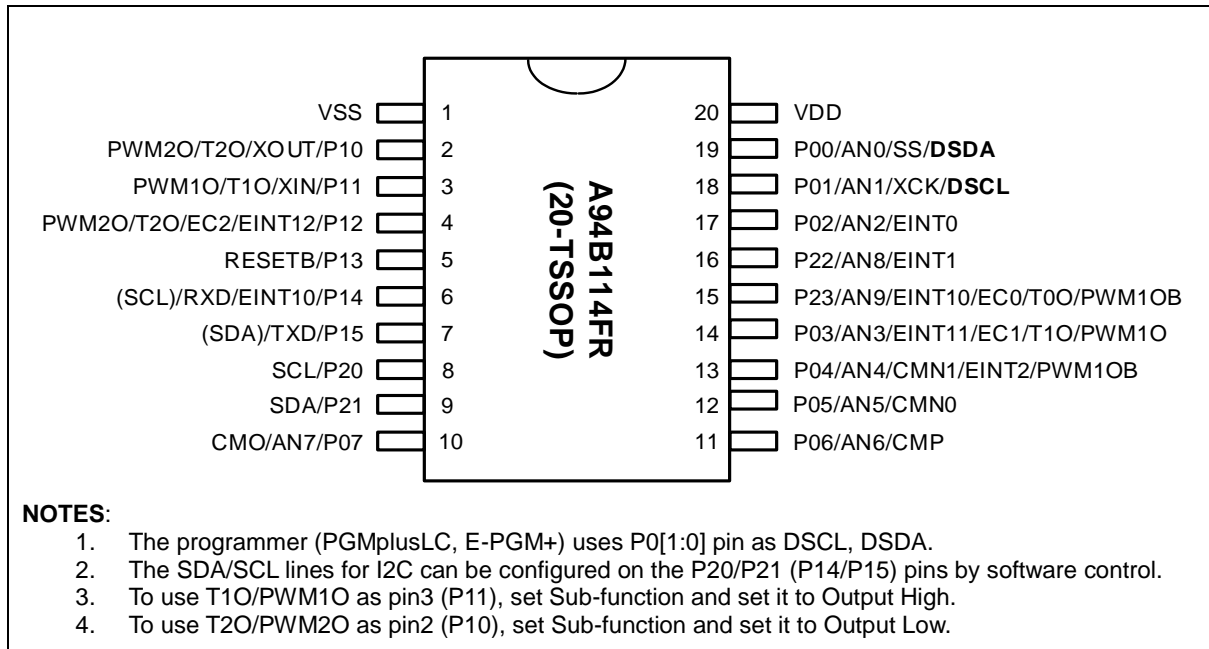 VSS 1
PWM2O/T2O/XOUT/P10 2
PWM1O/T1O/XIN/P11 3
PWM2O/T2O/EC2/EINT12/P12 4
RESETB/P13 5
(SCL)/RXD/EINT10/P14 6
(SDA)/TXD/P15 7
SCL/P20 8
SDA/P21 9
CMO/AN7/P07 10
A94B114FR
(20-TSSOP)
20 VDD
19 P00/AN0/SS/DSDA
18 P01/AN1/XCK/DSCL
17 P02/AN2/EINT0
16 P22/AN8/EINT1
15 P23/AN9/EINT10/EC0/T0O/PWM1OB
14 P03/AN3/EINT11/EC1/T1O/PWM1O
13 P04/AN4/CMN1/EINT2/PWM1OB
12 P05/AN5/CMN0
11 P06/AN6/CMP
NOTES:
1. The programmer (PGMplusLC, E-PGM+) uses P0[1:0] pin as DSCL, DSDA.
2. The SDA/SCL lines for I2C can be configured on the P20/P21 (P14/P15) pins by software control.
3. To use T1O/PWM1O as pin3 (P11), set Sub-function and set it to Output High.
4. To use T2O/PWM2O as pin2 (P10), set Sub-function and set it to Output Low.